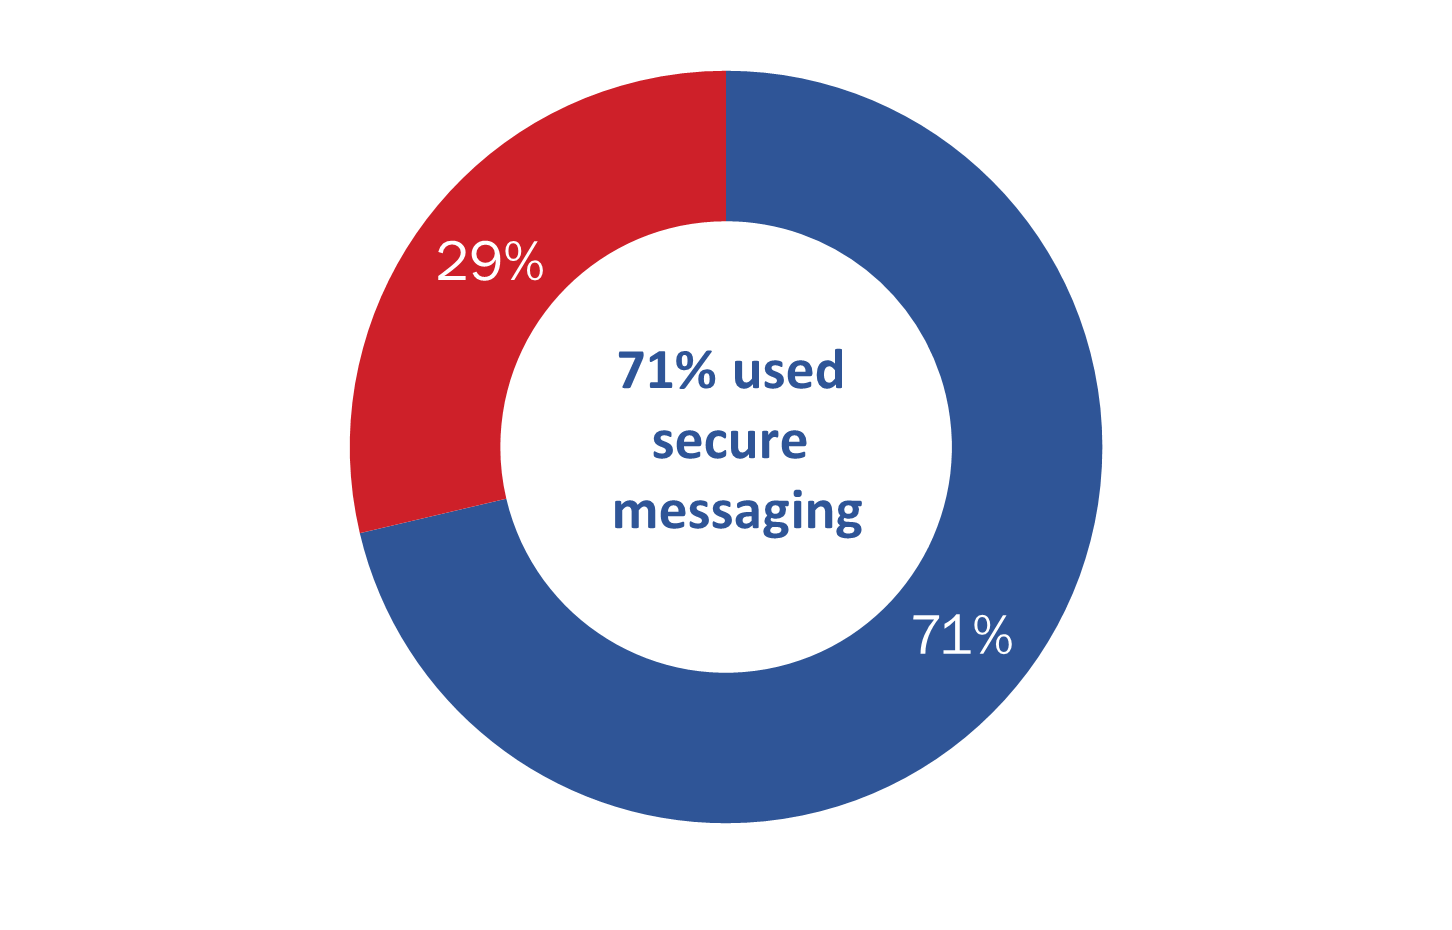 29%
71% used
secure
messaging
71%